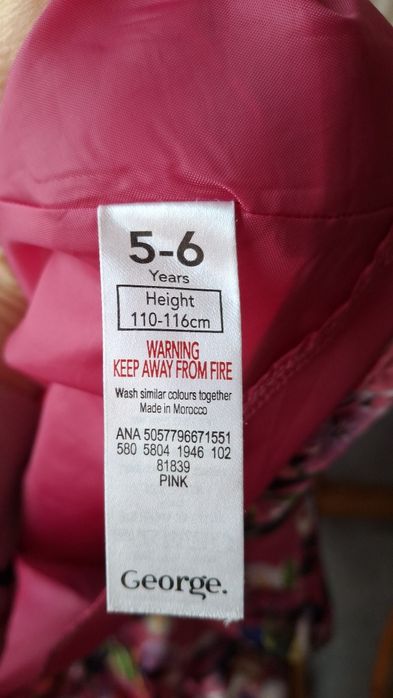 5-6
Years
Height
110-116cm
WARNING
KEEP AWAY FROM FIRE
Wash similar colours together
Made in Morocco
ANA 5057796671551
580 5804 1946 102
81839
PINK
George.